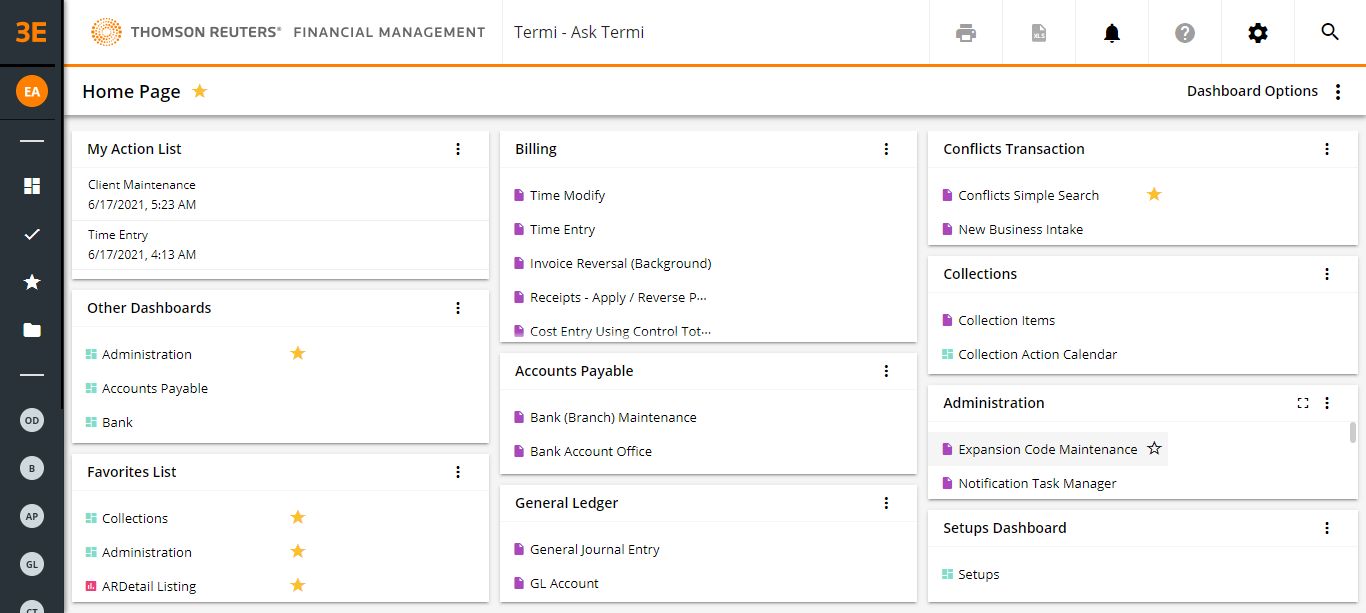 3E
THOMSON REUTERS® FINANCIAL MANAGEMENT
Termi - Ask Termi
XLS
EA
Home Page
Dashboard Options
My Action List
Client Maintenance
6/17/2021, 5:23 AM
Time Entry
6/17/2021, 4:13 AM
Other Dashboards
Administration
Accounts Payable
Bank
Favorites List
Collections
Administration
ARDetail Listing
Billing
Time Modify
Time Entry
Invoice Reversal (Background)
Receipts - Apply / Reverse P...
Cost Entry Using Control Tot...
Accounts Payable
Bank (Branch) Maintenance
Bank Account Office
General Ledger
General Journal Entry
GL Account
Conflicts Transaction
Conflicts Simple Search
New Business Intake
Collections
Collection Items
Collection Action Calendar
Administration
Expansion Code Maintenance
Notification Task Manager
Setups Dashboard
Setups
OD
B
AP
GL
CT